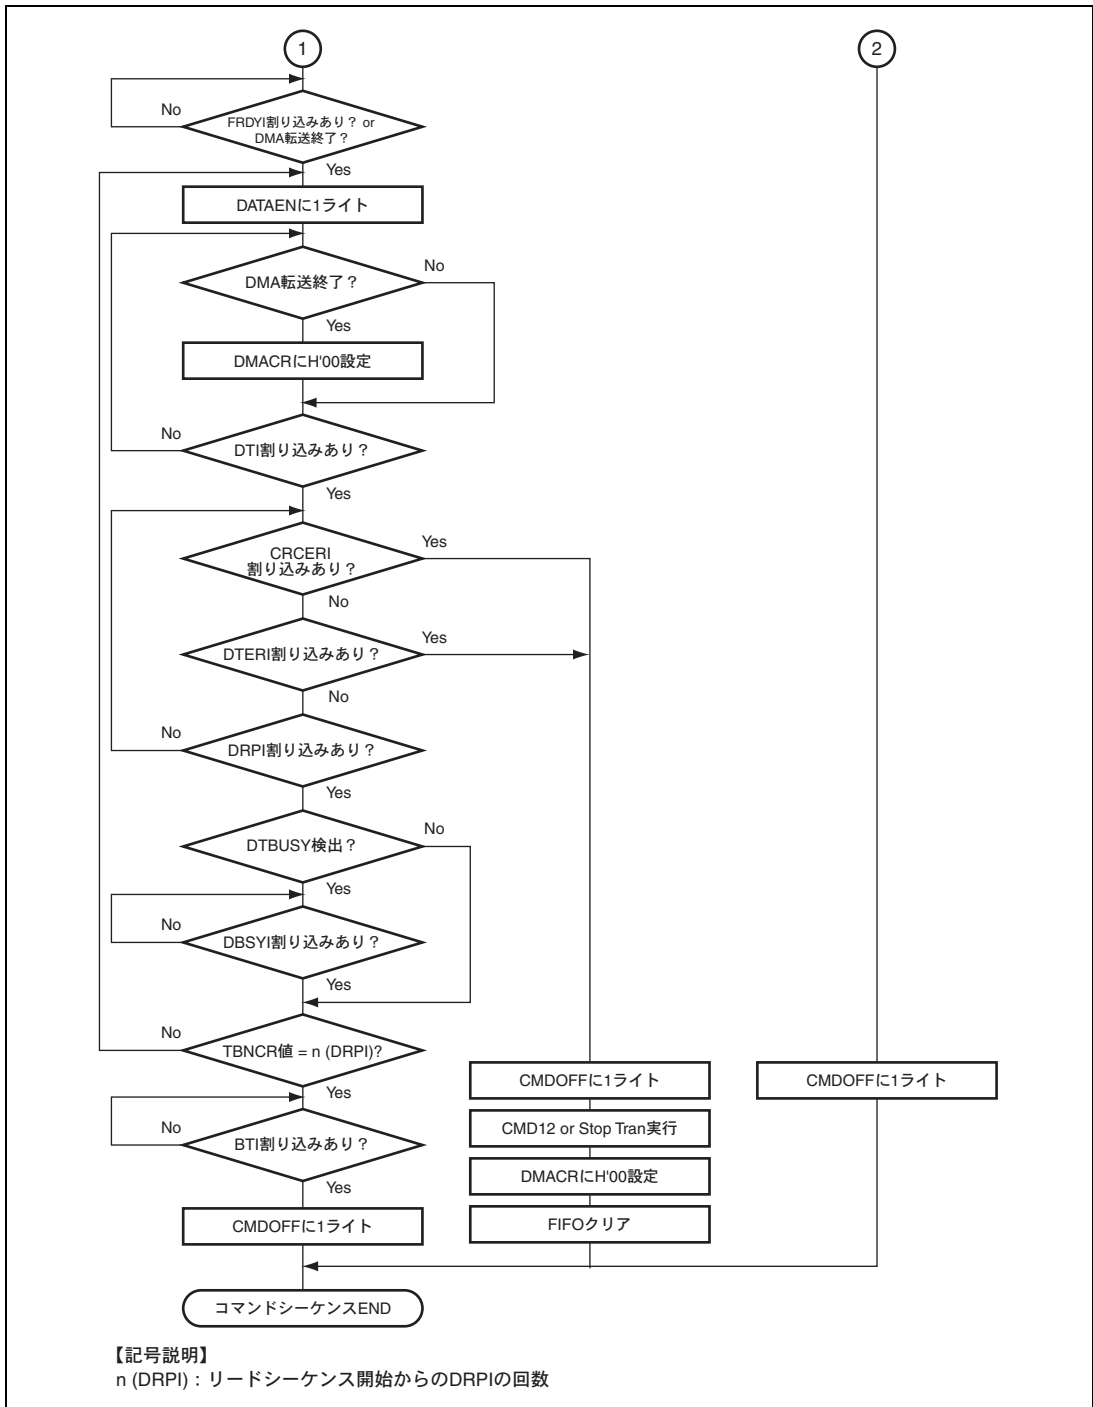 1
2
No
FRDYI割り込みあり？ or
DMA転送終了？
Yes
DATAENに1ライト
DMA転送終了？
No
Yes
DMACRにH'00設定
No
DTI割り込みあり？
Yes
CRCERI
割り込みあり？
Yes
No
DTERI割り込みあり？
Yes
No
No
DRPI割り込みあり？
Yes
DTBUSY検出？
No
Yes
No
DBSYI割り込みあり？
Yes
No
TBNCR値 = n (DRPI)?
Yes
No
BTI割り込みあり？
Yes
CMDOFFに1ライト
CMDOFFに1ライト
CMD12 or Stop Tran実行
DMACRにH'00設定
FIFOクリア
CMDOFFに1ライト
コマンドシーケンスEND
【記号説明】
n (DRPI)：リードシーケンス開始からのDRPIの回数